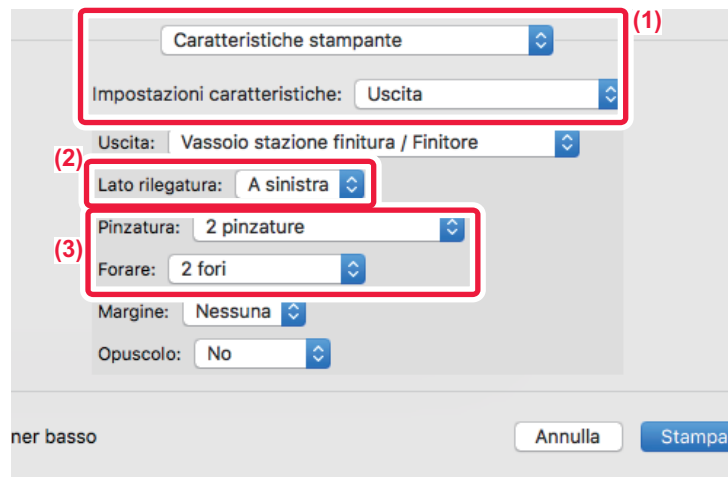 (1)
Caratteristiche stampante
Impostazioni caratteristiche: Uscita
Uscita: Vassoio stazione finitura / Finitore
(2)
Lato rilegatura: A sinistra
Pinzatura: 2 pinzature
(3)
Forare: 2 fori
Margine: Nessuna
Opuscolo: No
ner basso
Annulla
Stampa